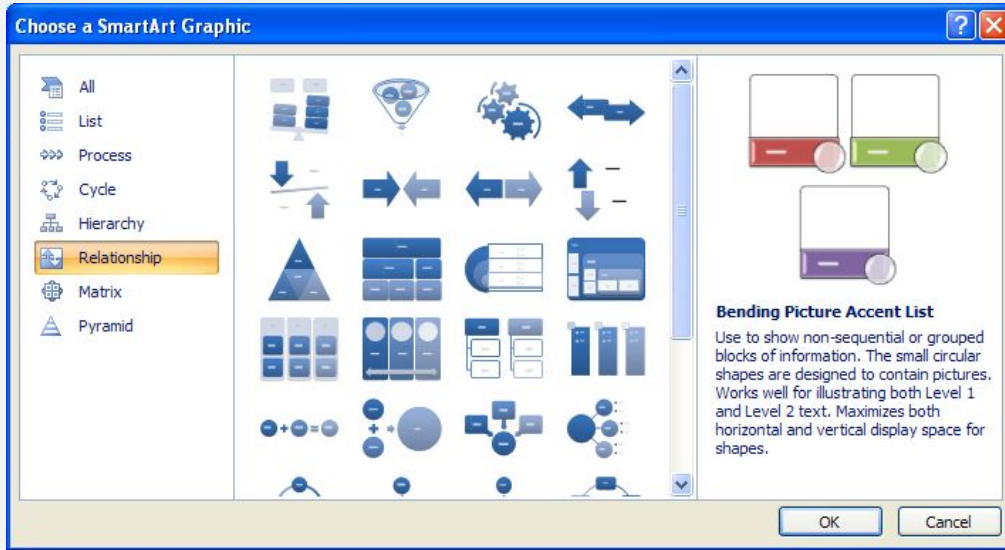 Choose a SmartArt Graphic
All
List
Process
Cycle
Hierarchy
Relationship
Matrix
Pyramid
Bending Picture Accent List
Use to show non-sequential or grouped
blocks of information. The small circular
shapes are designed to contain pictures.
Works well for illustrating both Level 1
and Level 2 text. Maximizes both
horizontal and vertical display space for
shapes.
OK
Cancel